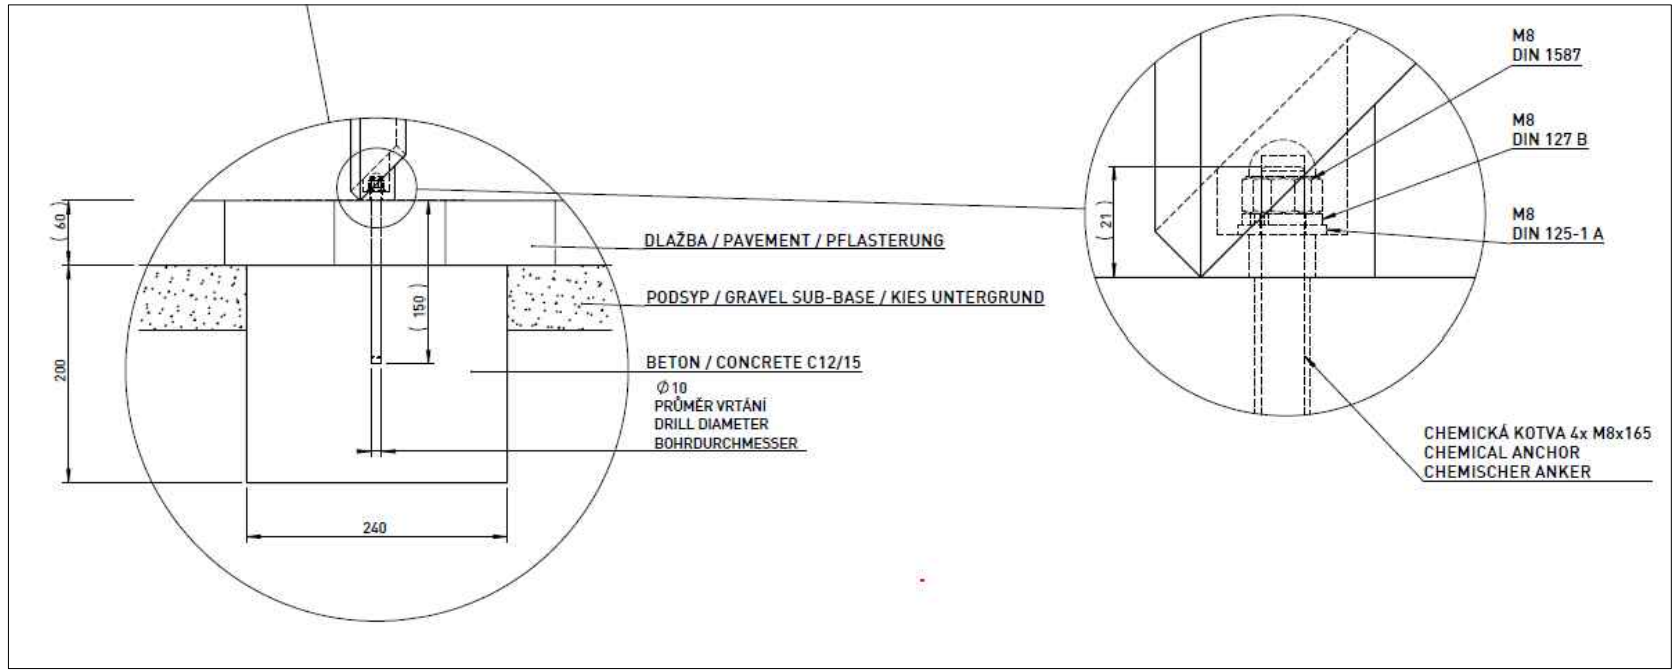 M8
DIN 1587
M8
DIN 127 B
M8
DIN 125-1 A
( 21 )
CHEMICKÁ KOTVA 4x M8x165
CHEMICAL ANCHOR
CHEMISCHER ANKER
( 60 )
200
( 150 )
240
DLAŽBA / PAVEMENT / PFLASTERUNG
PODSYP / GRAVEL SUB-BASE / KIES UNTERGRUND
BETON / CONCRETE C12/15
Ø10
PRŮMĚR VRTÁNÍ
DRILL DIAMETER
BOHRDURCHMESSER